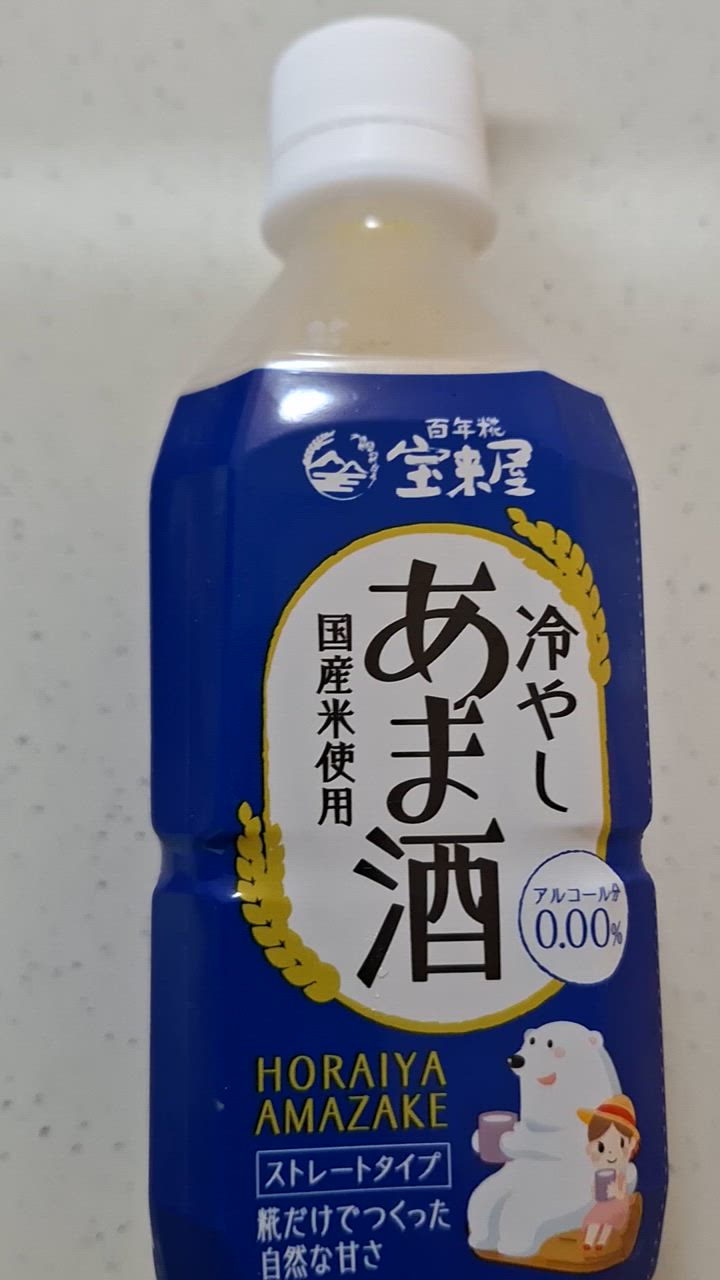 百年糀
宝来屋
冷やし
あま酒
国産米使用
アルコール分
0.00%
HORAIYA
AMAZAKE
ストレートタイプ
糀だけでつくった
自然な甘さ